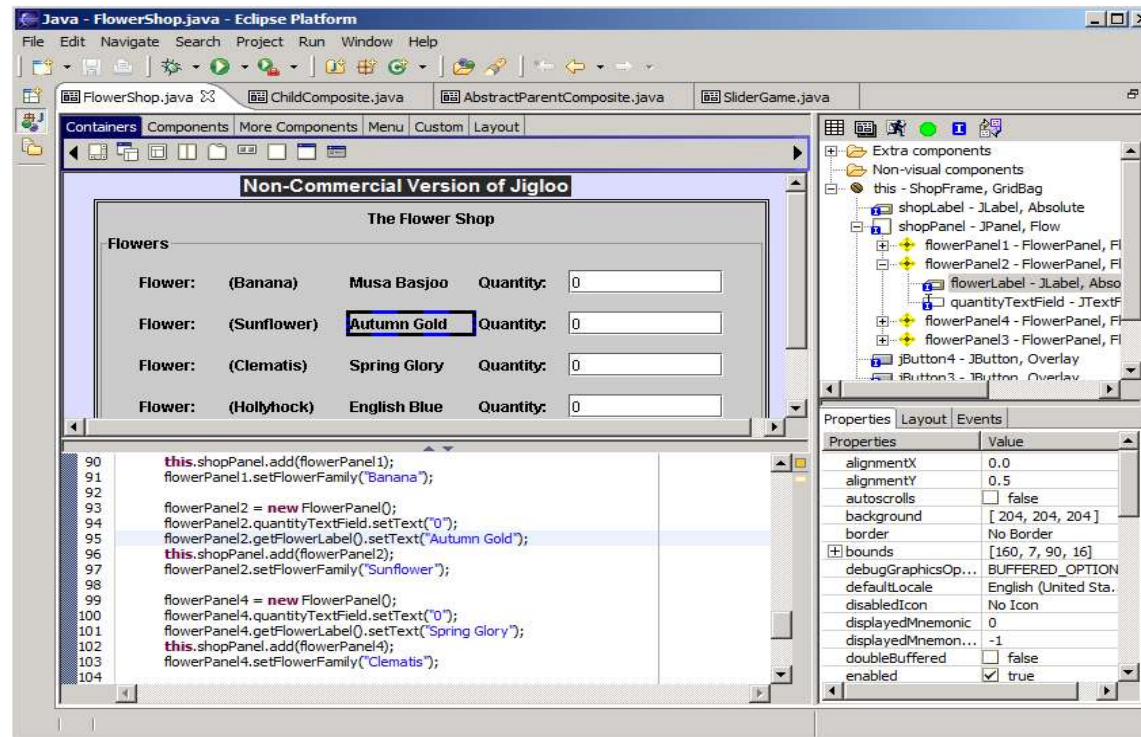 Java - FlowerShop.java - Eclipse Platform
File Edit Navigate Search Project Run Window Help
FlowerShop.java ChildComposite.java AbstractParentComposite.java SliderGame.java
Containers Components More Components Menu Custom Layout
Non-Commercial Version of Jigloo
The Flower Shop
Flowers
Flower: (Banana) Musa Basjoo Quantity: 0
Flower: (Sunflower) Autumn Gold Quantity: 0
Flower: (Clematis) Spring Glory Quantity: 0
Flower: (Hollyhock) English Blue Quantity: 0
90 this.shopPanel.add(flowerPanel1);
91 flowerPanel1.setFlowerFamily("Banana");
92
93 flowerPanel2 = new FlowerPanel();
94 flowerPanel2.quantityTextField.setText("0");
95 flowerPanel2.getFlowerLabel().setText("Autumn Gold");
96 this.shopPanel.add(flowerPanel2);
97 flowerPanel2.setFlowerFamily("Sunflower");
98
99 flowerPanel4 = new FlowerPanel();
100 flowerPanel4.quantityTextField.setText("0");
101 flowerPanel4.getFlowerLabel().setText("Spring Glory");
102 this.shopPanel.add(flowerPanel4);
103 flowerPanel4.setFlowerFamily("Clematis");
104
Extra components
Non-visual components
this - ShopFrame, GridBag
shopLabel - JLabel, Absolute
shopPanel - JPanel, Flow
flowerPanel1 - FlowerPanel, Fl
flowerPanel2 - FlowerPanel, Fl
flowerLabel - JLabel, Abso
quantityTextField - JTextF
flowerPanel4 - FlowerPanel, Fl
flowerPanel3 - FlowerPanel, Fl
jButton4 - JButton, Overlay
jButton3 - JButton, Overlay
Properties Layout Events
Properties Value
alignmentX 0.0
alignmentY 0.5
autoscrolls false
background [ 204, 204, 204 ]
border No Border
bounds [160, 7, 90, 16]
debugGraphicsOp... BUFFERED_OPTION
defaultLocale English (United Sta.
disabledIcon No Icon
displayedMnemonic 0
displayedMnemon... -1
doubleBuffered false
enabled true